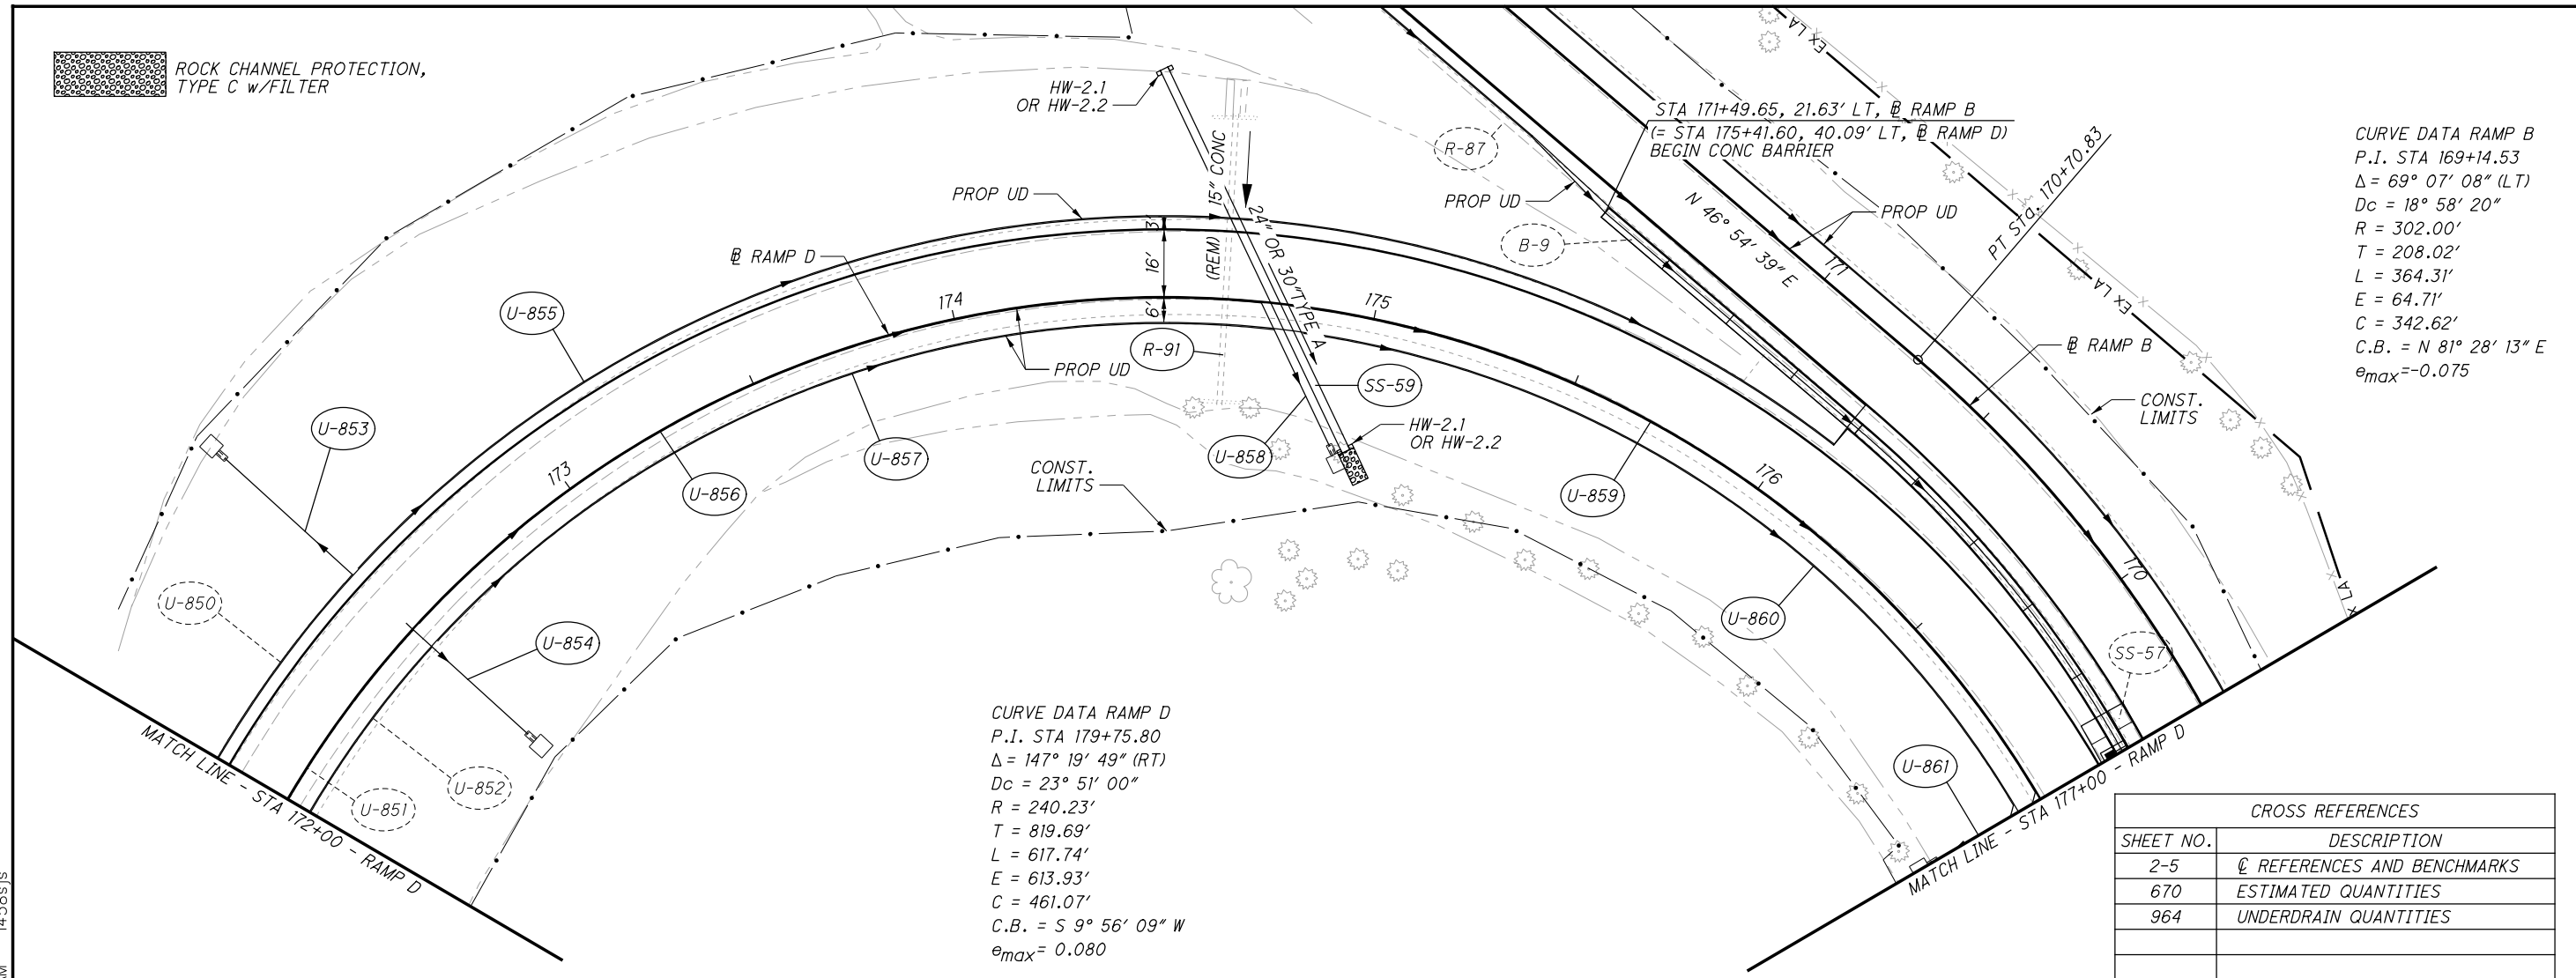 ROCK CHANNEL PROTECTION,
TYPE C w/FILTER
HW-2.1
OR HW-2.2
15" CONC
(REM)
24" OR 30" TYPE A
R-87
STA 171+49.65, 21.63' LT, ⅊ RAMP B
(= STA 175+41.60, 40.09' LT, ⅊ RAMP D)
BEGIN CONC BARRIER
EX LA
EX LA
EX LA
x LA
CURVE DATA RAMP B
P.I. STA 169+14.53
Δ = 69° 07' 08" (LT)
Dc = 18° 58' 20"
R = 302.00'
T = 208.02'
L = 364.31'
E = 64.71'
C = 342.62'
C.B. = N 81° 28' 13" E
emax=-0.075
PROP UD
PROP UD
PROP UD
PROP UD
B-9
N 46° 54' 39" E
PT Sta. 170+70.83
171
170
⅊ RAMP B
CONST.
LIMITS
⅊ RAMP D
3'
16'
6'
173
174
175
176
U-855
U-853
U-850
U-854
U-856
U-857
U-852
U-851
R-91
SS-59
U-858
HW-2.1
OR HW-2.2
CONST.
LIMITS
U-859
U-860
U-861
SS-57
MATCH LINE - STA 172+00 - RAMP D
MATCH LINE - STA 177+00 - RAMP D
CURVE DATA RAMP D
P.I. STA 179+75.80
Δ = 147° 19' 49" (RT)
Dc = 23° 51' 00"
R = 240.23'
T = 819.69'
L = 617.74'
E = 613.93'
C = 461.07'
C.B. = S 9° 56' 09" W
emax= 0.080
CROSS REFERENCES
SHEET NO. DESCRIPTION
2-5 ℄ REFERENCES AND BENCHMARKS
670 ESTIMATED QUANTITIES
964 UNDERDRAIN QUANTITIES